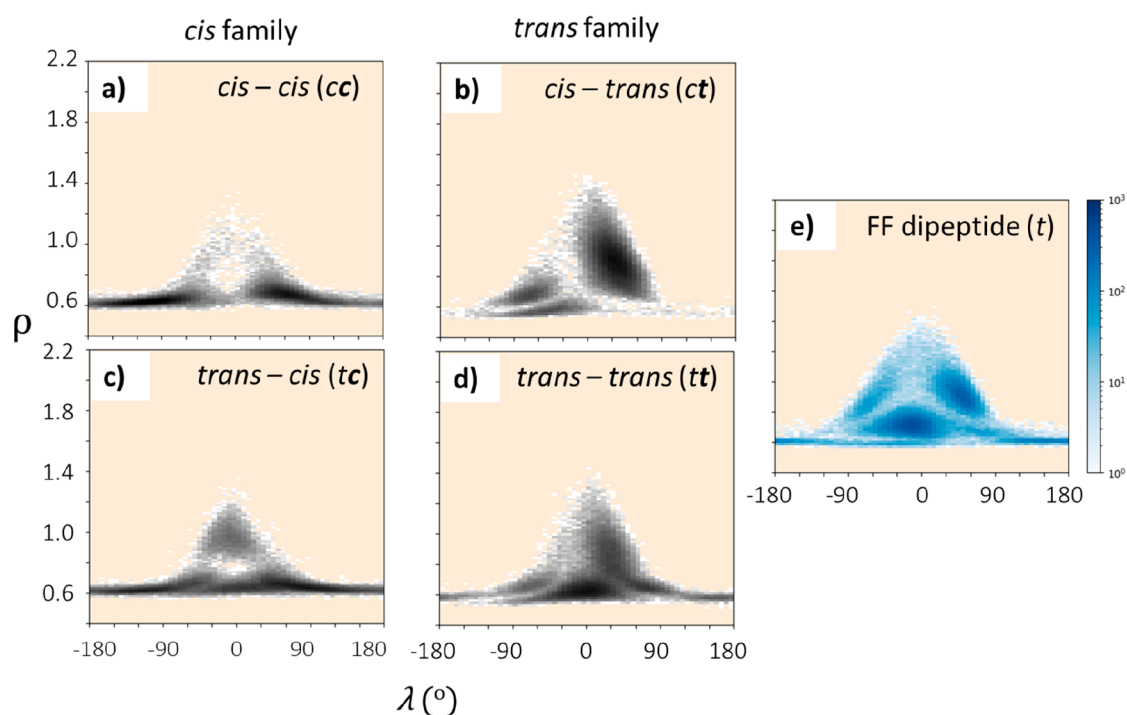 cis family
trans family
2.2
1.8
1.4
1.0
0.6
ρ
a)
cis – cis (cc)
b)
cis – trans (ct)
2.2
1.8
1.4
1.0
0.6
c)
trans – cis (tc)
d)
trans – trans (tt)
e)
FF dipeptide (t)
10³
10²
10¹
10⁰
-180 -90 0 90 180
-180 -90 0 90 180
-180 -90 0 90 180
λ (°)